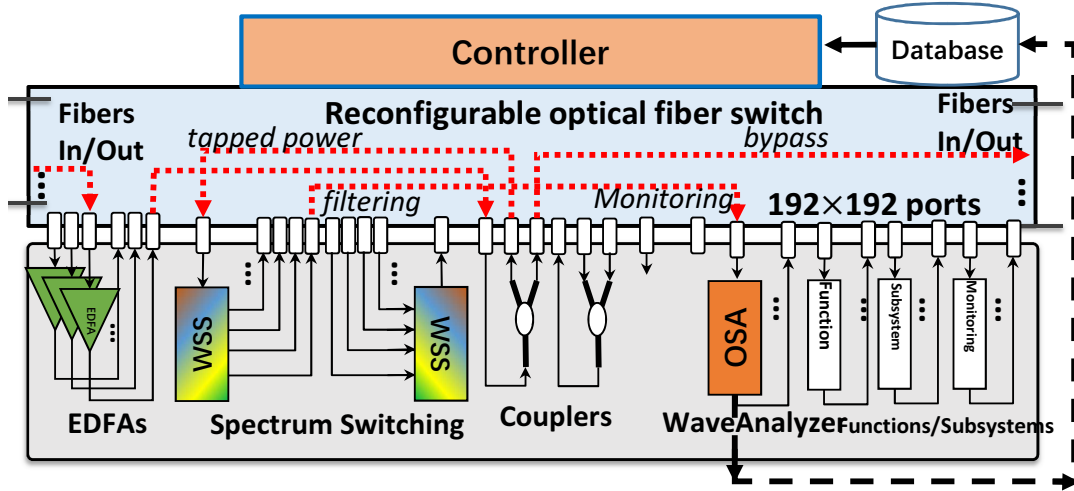 Controller
Database
Fibers
In/Out
Reconfigurable optical fiber switch
Fibers
In/Out
tapped power
bypass
filtering
Monitoring
192×192 ports
EDFA
WSS
WSS
OSA
Function
Subsystem
Monitoring
EDFAs
Spectrum Switching
Couplers
WaveAnalyzer
Functions/Subsystems